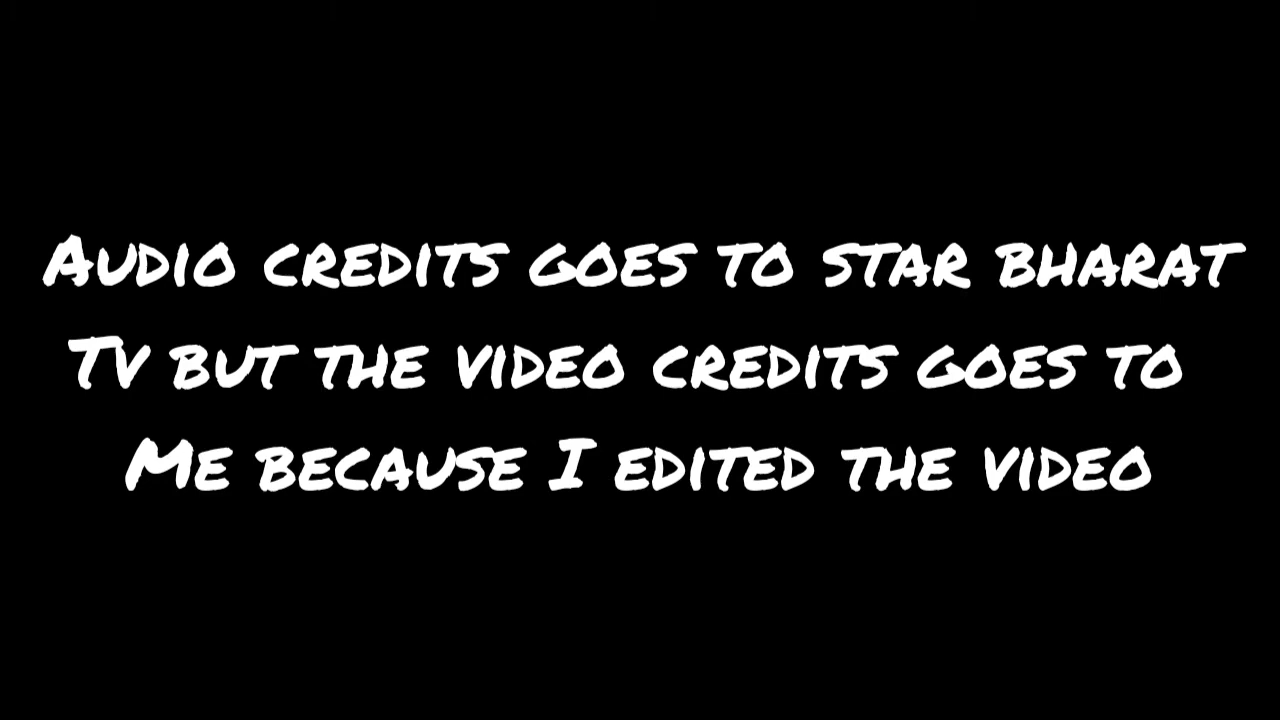 Audio credits goes to star bharat
Tv but the video credits goes to
Me because I edited the video